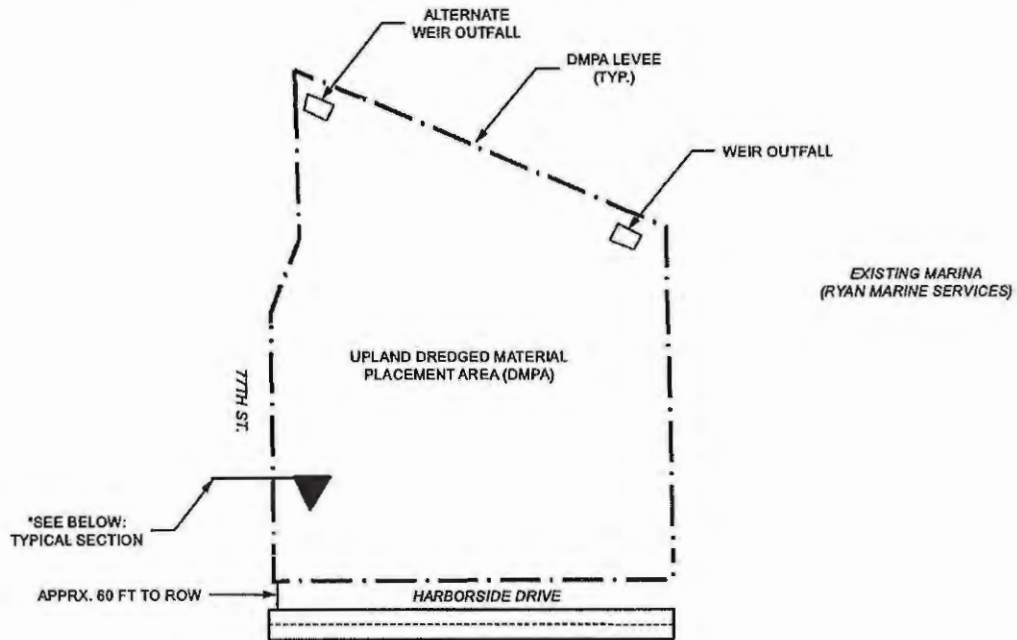 ALTERNATE
WEIR OUTFALL
DMPA LEVEE
(TYP.)
WEIR OUTFALL
EXISTING MARINA
(RYAN MARINE SERVICES)
UPLAND DREDGED MATERIAL
PLACEMENT AREA (DMPA)
77TH ST.
*SEE BELOW:
TYPICAL SECTION
APPRX. 60 FT TO ROW
HARBORSIDE DRIVE